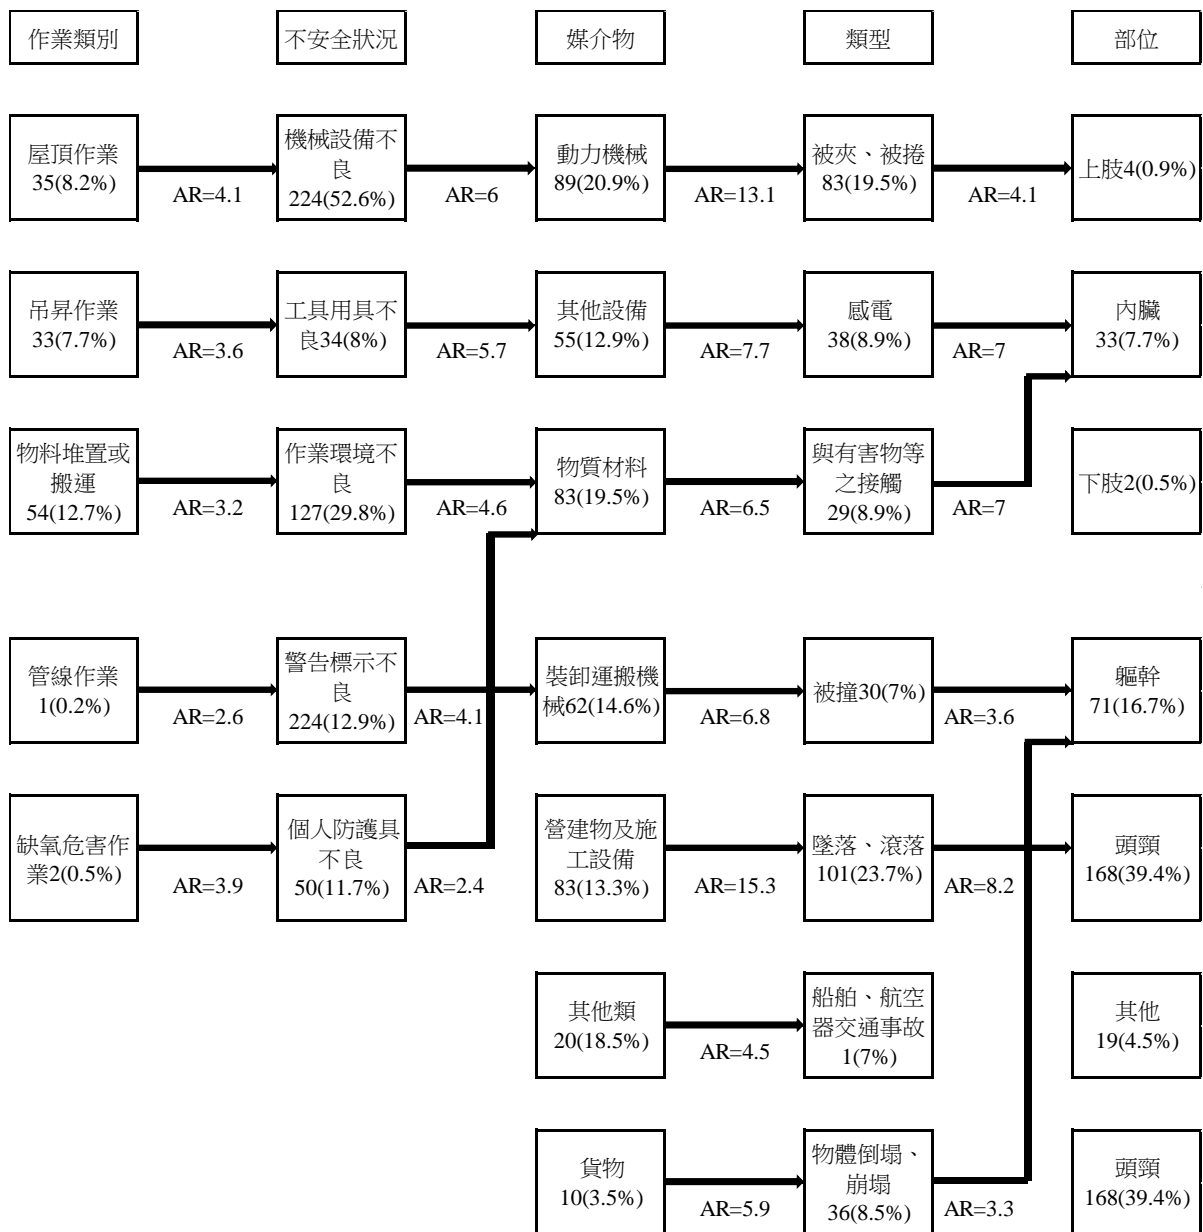 作業類別
不安全狀況
媒介物
類型
部位
屋頂作業
35(8.2%)
AR=4.1
機械設備不
良
224(52.6%)
AR=6
動力機械
89(20.9%)
AR=13.1
被夾、被捲
83(19.5%)
AR=4.1
上肢4(0.9%)
吊昇作業
33(7.7%)
AR=3.6
工具用具不
良34(8%)
AR=5.7
其他設備
55(12.9%)
AR=7.7
感電
38(8.9%)
AR=7
內臟
33(7.7%)
物料堆置或
搬運
54(12.7%)
AR=3.2
作業環境不
良
127(29.8%)
AR=4.6
物質材料
83(19.5%)
AR=6.5
與有害物等
之接觸
29(8.9%)
AR=7
下肢2(0.5%)
管線作業
1(0.2%)
AR=2.6
警告標示不
良
224(12.9%)
AR=4.1
裝卸運搬機
械62(14.6%)
AR=6.8
被撞30(7%)
AR=3.6
軀幹
71(16.7%)
缺氧危害作
業2(0.5%)
AR=3.9
個人防護具
不良
50(11.7%)
AR=2.4
營建物及施
工設備
83(13.3%)
AR=15.3
墜落、滾落
101(23.7%)
AR=8.2
頭頸
168(39.4%)
其他類
20(18.5%)
AR=4.5
船舶、航空
器交通事故
1(7%)
其他
19(4.5%)
貨物
10(3.5%)
AR=5.9
物體倒塌、
崩塌
36(8.5%)
AR=3.3
頭頸
168(39.4%)